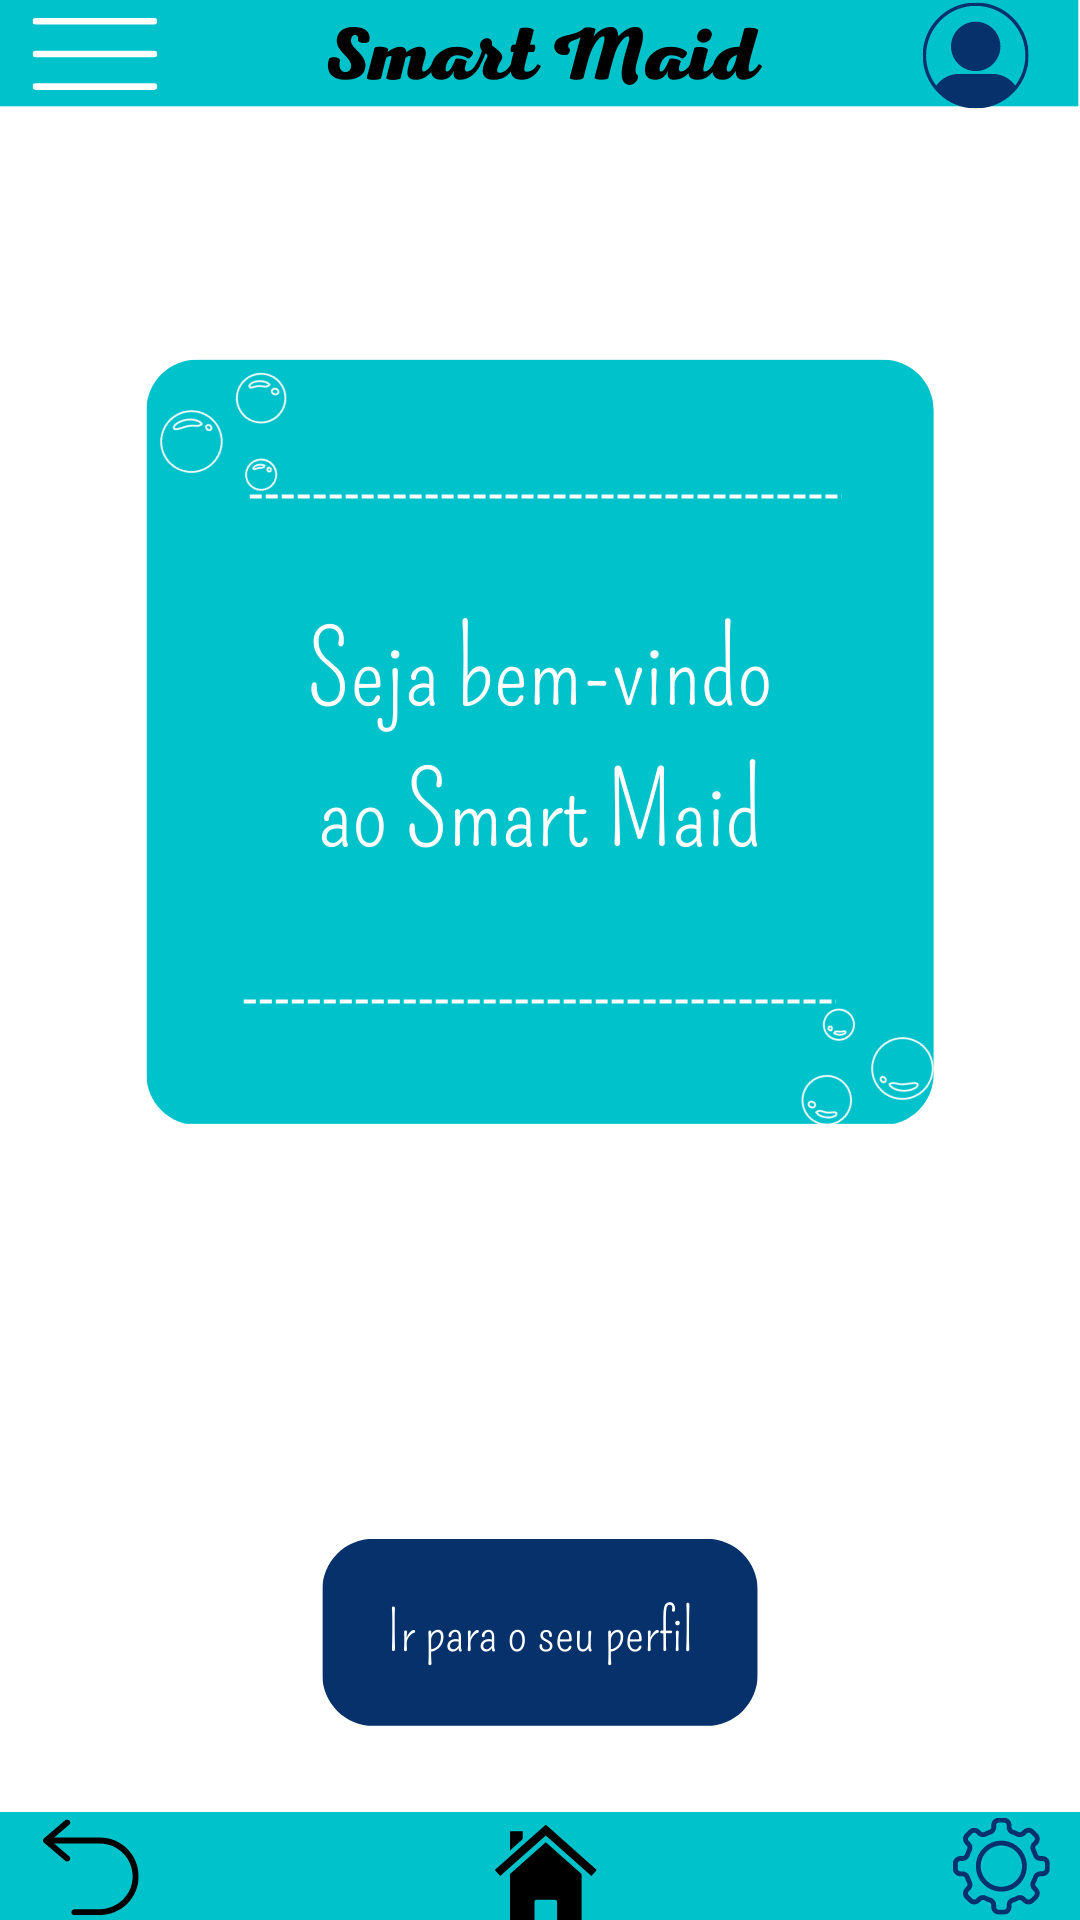 Smart Maid
Seja bem-vindo
ao Smart Maid
Ir para o seu perfil